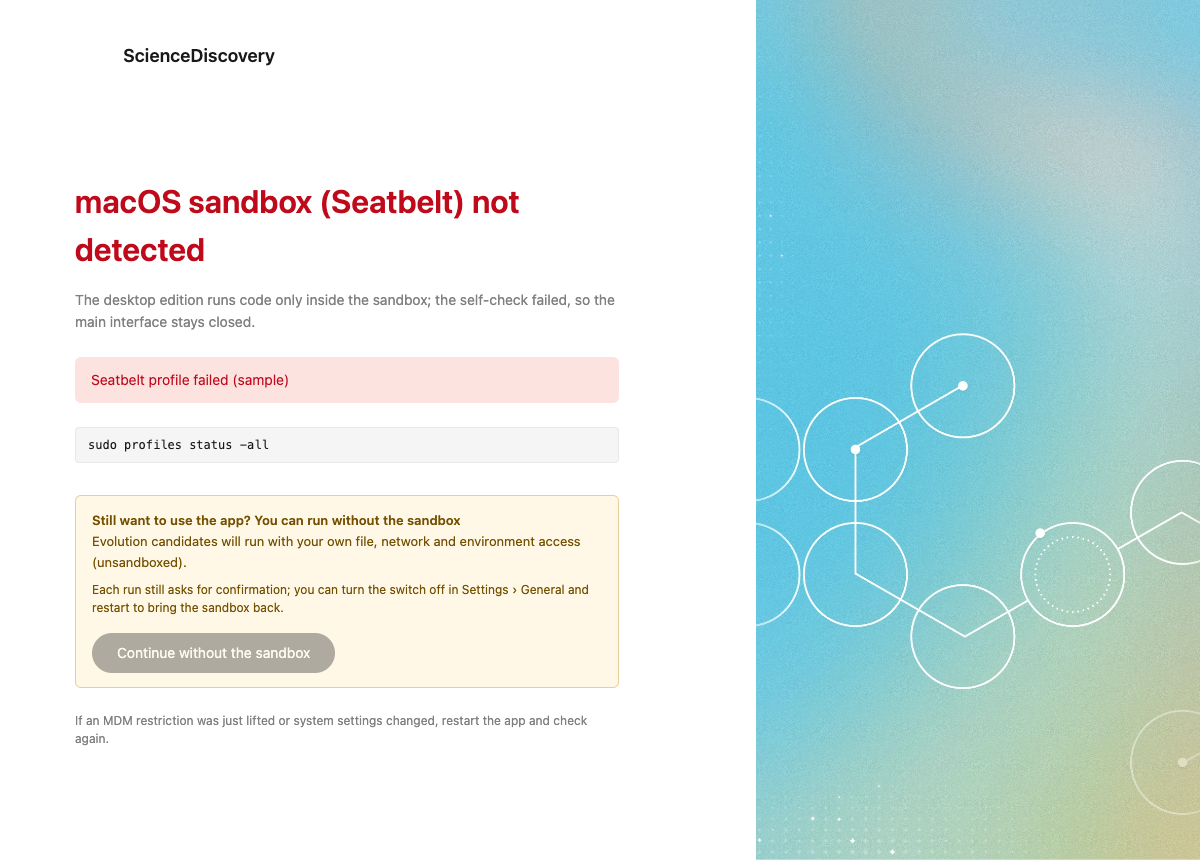 ScienceDiscovery
macOS sandbox (Seatbelt) not
detected
The desktop edition runs code only inside the sandbox; the self-check failed, so the
main interface stays closed.
Seatbelt profile failed (sample)
sudo profiles status -all
Still want to use the app? You can run without the sandbox
Evolution candidates will run with your own file, network and environment access
(unsandboxed).
Each run still asks for confirmation; you can turn the switch off in Settings › General and
restart to bring the sandbox back.
Continue without the sandbox
If an MDM restriction was just lifted or system settings changed, restart the app and check
again.